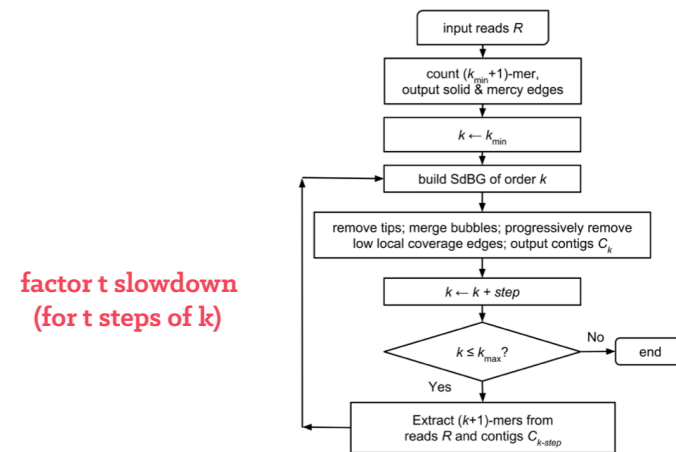 input reads R
count (kmin+1)-mer,
output solid & mercy edges
k ← kmin
build SdBG of order k
remove tips; merge bubbles; progressively remove
low local coverage edges; output contigs Ck
factor t slowdown
(for t steps of k)
k ← k + step
k ≤ kmax?
No
end
Yes
Extract (k+1)-mers from
reads R and contigs Ck-step